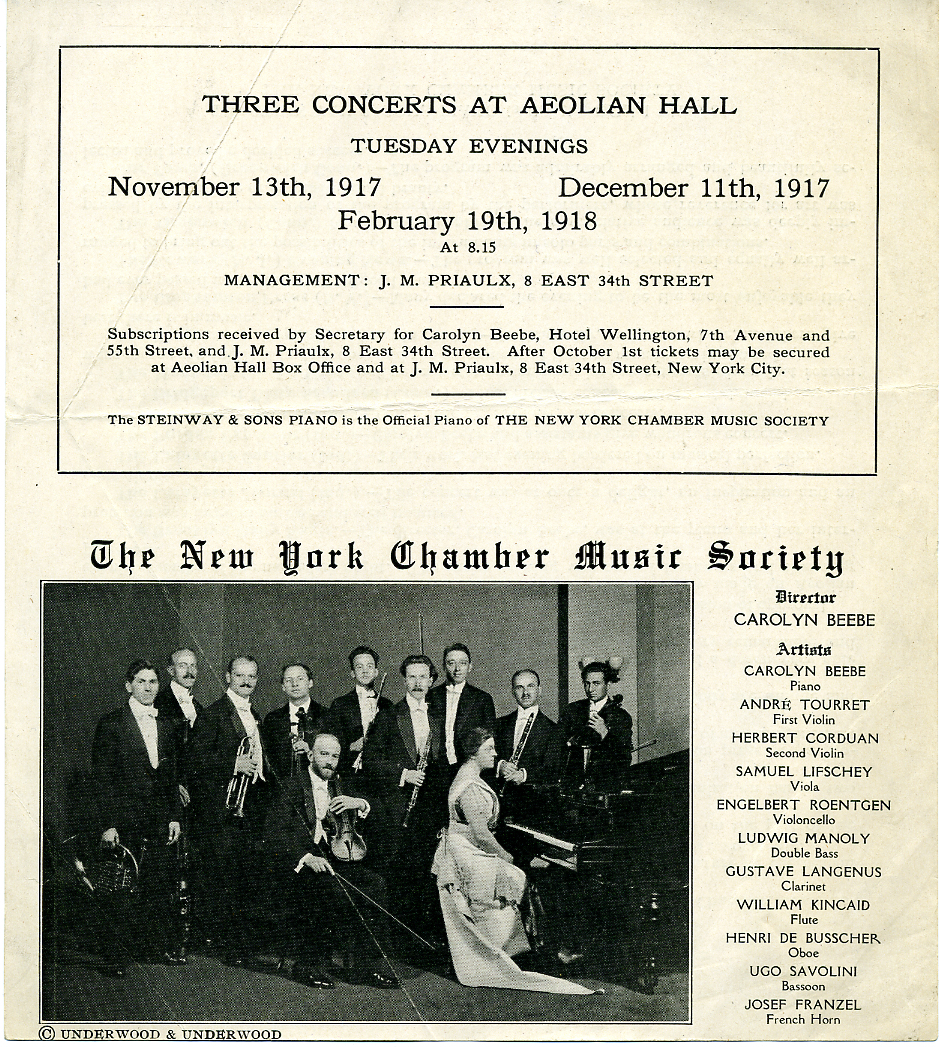 THREE CONCERTS AT AEOLIAN HALL
TUESDAY EVENINGS
November 13th, 1917 December 11th, 1917
February 19th, 1918
At 8.15
MANAGEMENT: J. M. PRIAULX, 8 EAST 34th STREET
Subscriptions received by Secretary for Carolyn Beebe, Hotel Wellington, 7th Avenue and
55th Street, and J. M. Priaulx, 8 East 34th Street. After October 1st tickets may be secured
at Aeolian Hall Box Office and at J. M. Priaulx, 8 East 34th Street, New York City.
The STEINWAY & SONS PIANO is the Official Piano of THE NEW YORK CHAMBER MUSIC SOCIETY
The New York Chamber Music Society
Director
CAROLYN BEEBE
Artists
CAROLYN BEEBE
Piano
ANDRÉ TOURRET
First Violin
HERBERT CORDUAN
Second Violin
SAMUEL LIFSCHEY
Viola
ENGELBERT ROENTGEN
Violoncello
LUDWIG MANOLY
Double Bass
GUSTAVE LANGENUS
Clarinet
WILLIAM KINCAID
Flute
HENRI DE BUSSCHER
Oboe
UGO SAVOLINI
Bassoon
JOSEF FRANZEL
French Horn
© UNDERWOOD & UNDERWOOD